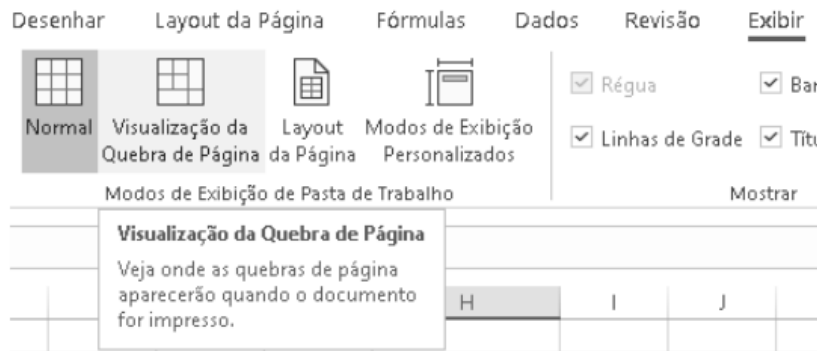 Desenhar Layout da Página Fórmulas Dados Revisão Exibir
Normal Visualização da Quebra de Página Layout da Página Modos de Exibição Personalizados
Régua
Linhas de Grade
Modos de Exibição de Pasta de Trabalho Mostrar
Visualização da Quebra de Página
Veja onde as quebras de página
aparecerão quando o documento
for impresso.
H I J